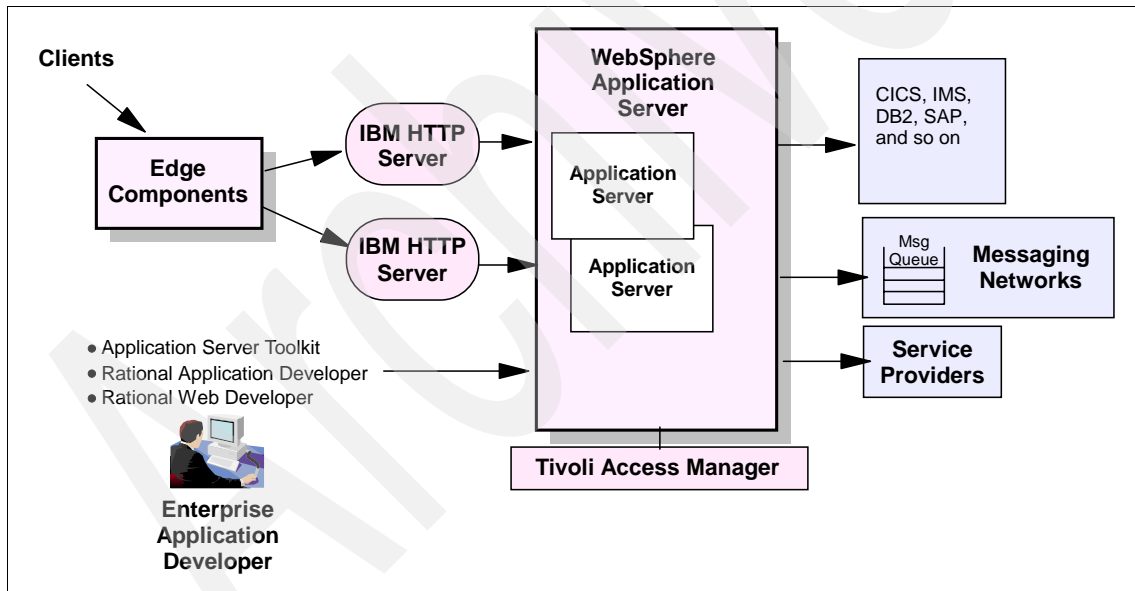 Clients
Edge
Components
IBM HTTP
Server
IBM HTTP
Server
WebSphere
Application
Server
Application
Server
Application
Server
CICS, IMS,
DB2, SAP,
and so on
Msg
Queue
Messaging
Networks
Service
Providers
Tivoli Access Manager
• Application Server Toolkit
• Rational Application Developer
• Rational Web Developer
Enterprise
Application
Developer